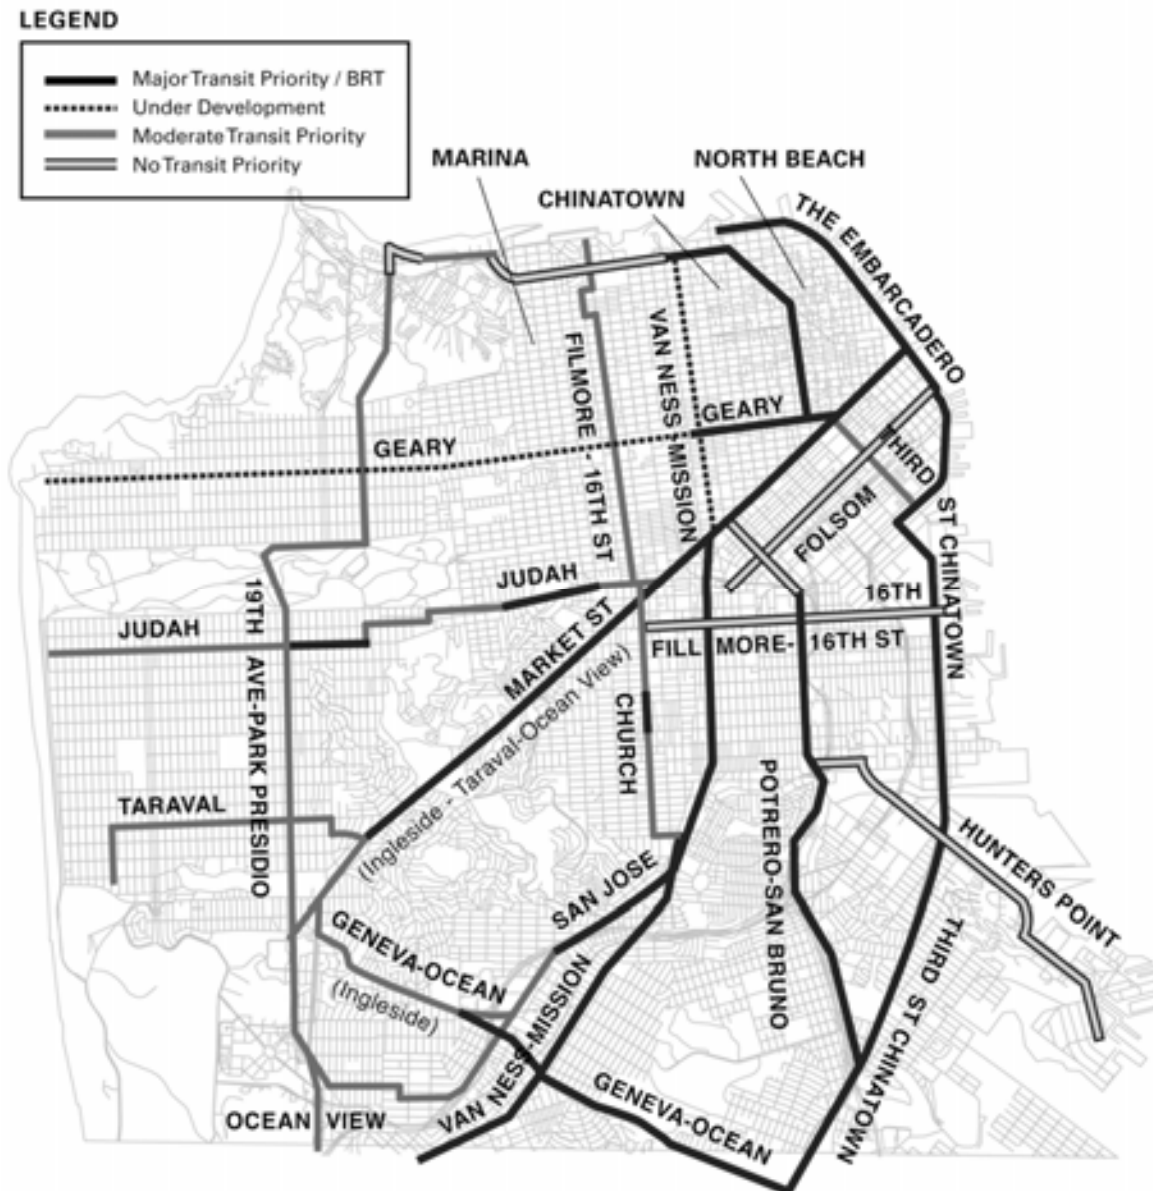 LEGEND
Major Transit Priority / BRT
Under Development
Moderate Transit Priority
No Transit Priority
MARINA
NORTH BEACH
CHINATOWN
THE EMBARCADERO
FILMORE - 16TH ST
VAN NESS-MISSION
GEARY
GEARY
THIRD
ST CHINATOWN
FOLSOM
JUDAH
16TH
JUDAH
19TH AVE-PARK PRESIDIO
MARKET ST
FILLMORE- 16TH ST
(Ingleside - Taraval-Ocean View)
CHURCH
TARAVAL
POTRERO-SAN BRUNO
HUNTERS POINT
SAN JOSE
GENEVA-OCEAN
(Ingleside)
VAN NESS-MISSION
THIRD ST CHINATOWN
GENEVA-OCEAN
OCEAN VIEW